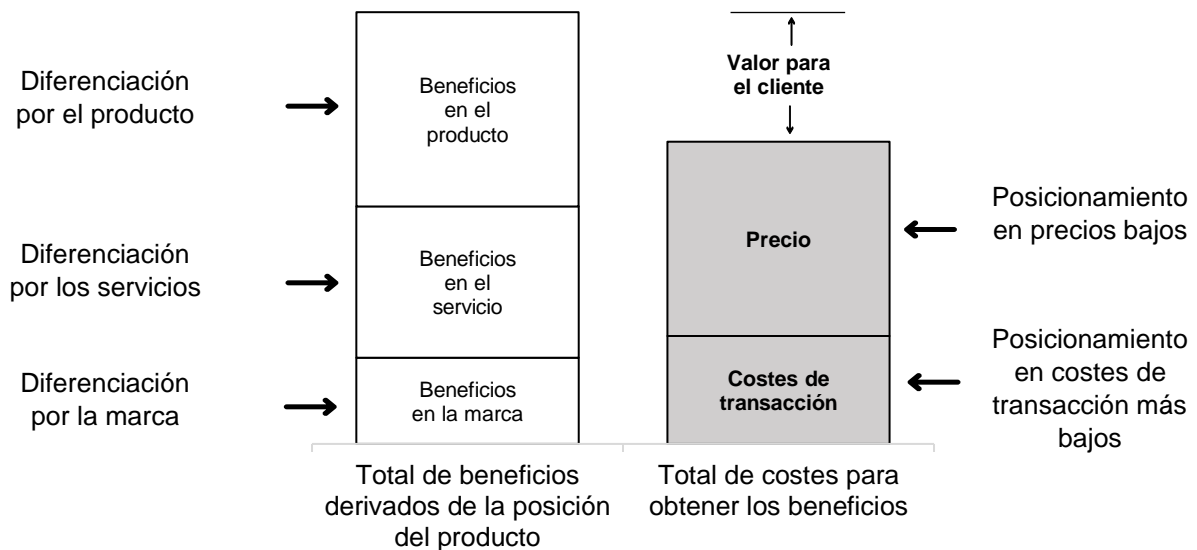 Diferenciación
por el producto
Diferenciación
por los servicios
Diferenciación
por la marca
Beneficios
en el
producto
Beneficios
en el
servicio
Beneficios
en la marca
Total de beneficios
derivados de la posición
del producto
Valor para
el cliente
Precio
Costes de
transacción
Total de costes para
obtener los beneficios
Posicionamiento
en precios bajos
Posicionamiento
en costes de
transacción más
bajos